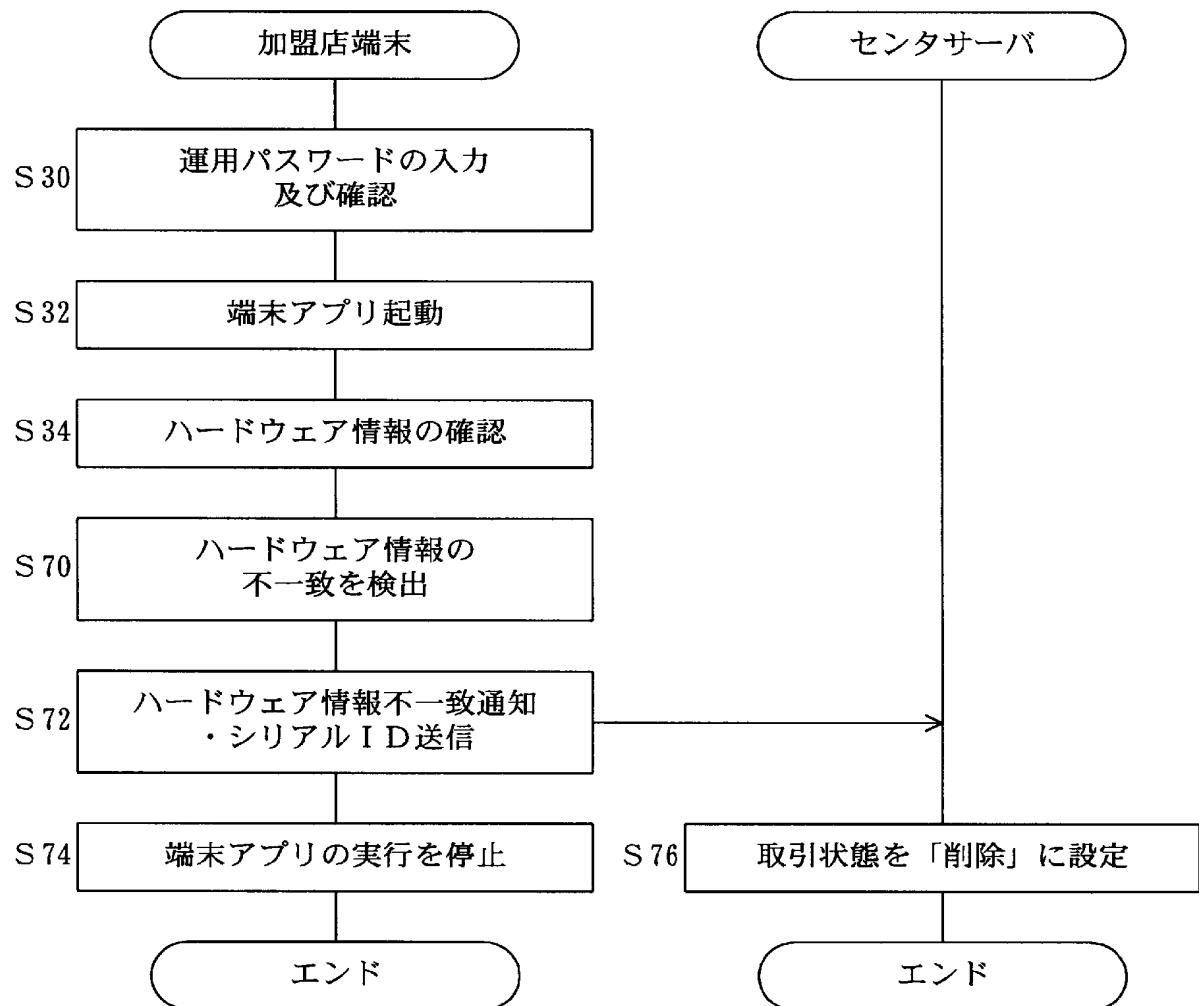 加盟店端末
センタサーバ
S30
運用パスワードの入力
及び確認
S32
端末アプリ起動
S34
ハードウェア情報の確認
S70
ハードウェア情報の
不一致を検出
S72
ハードウェア情報不一致通知
・シリアルＩＤ送信
S74
端末アプリの実行を停止
S76
取引状態を「削除」に設定
エンド
エンド